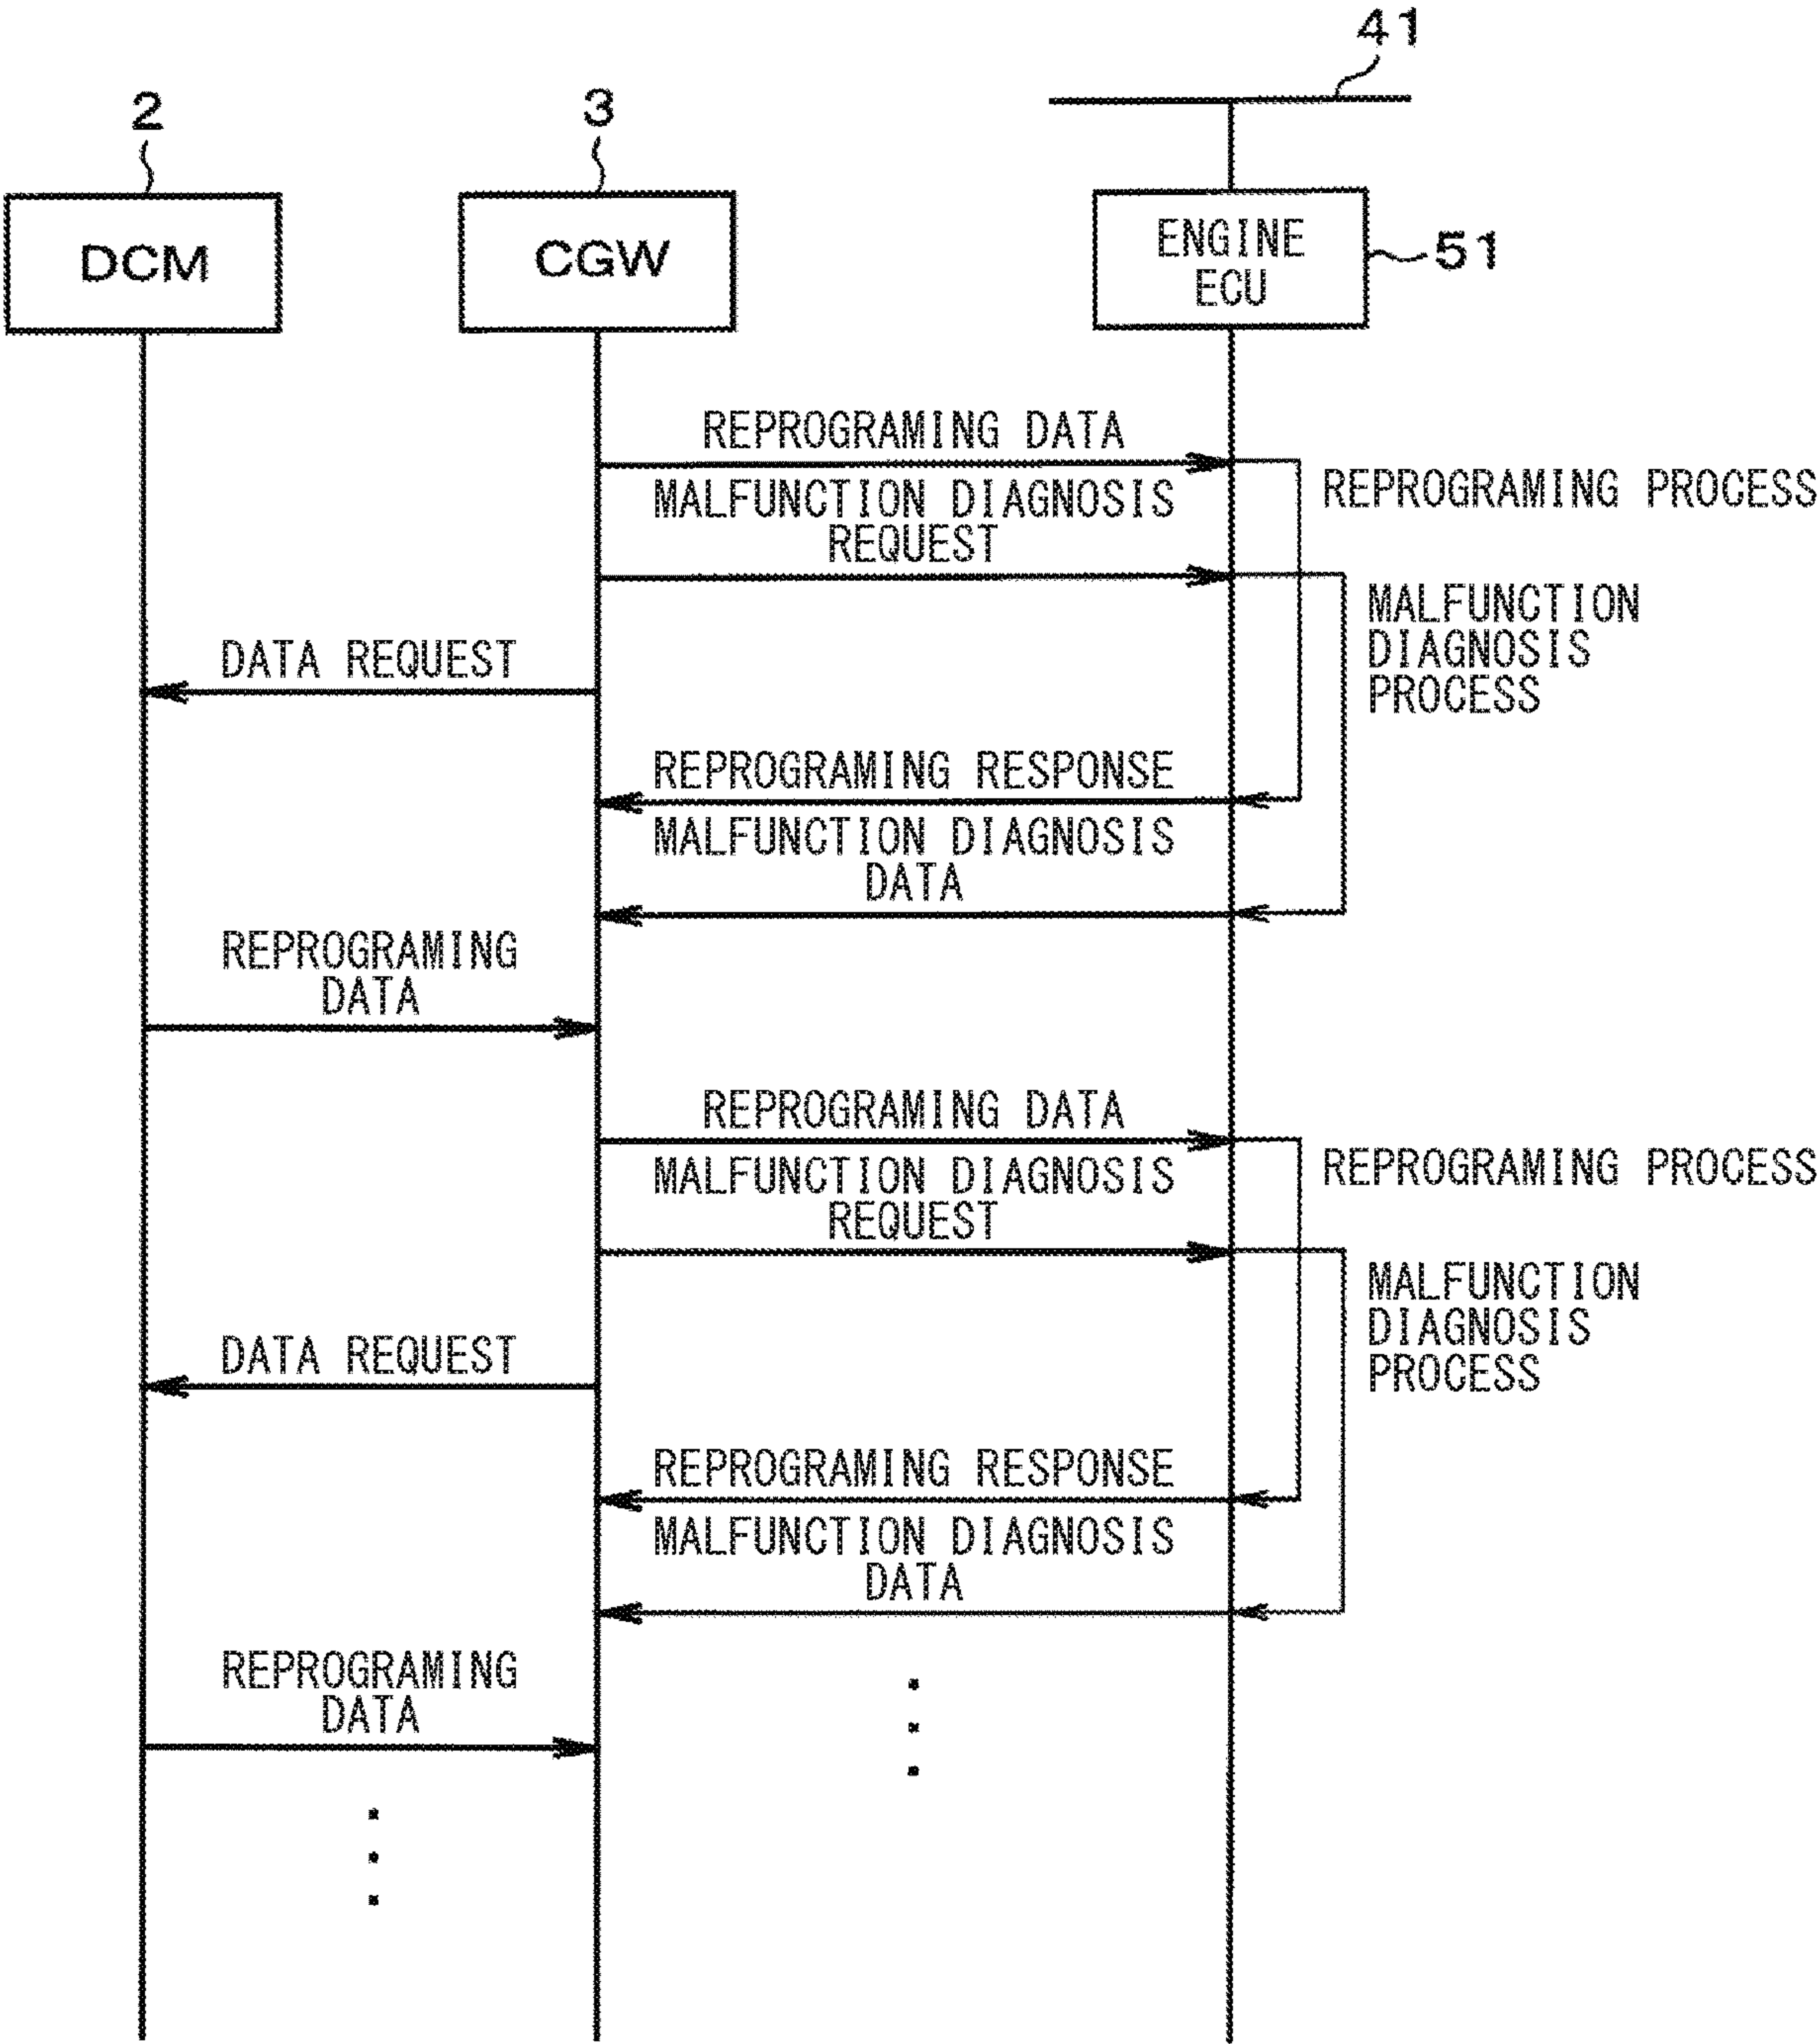 41
2
3
DCM
CGW
ENGINE
ECU
51
REPROGRAMING DATA
REPROGRAMING PROCESS
MALFUNCTION DIAGNOSIS
REQUEST
MALFUNCTION
DIAGNOSIS
PROCESS
DATA REQUEST
REPROGRAMING RESPONSE
MALFUNCTION DIAGNOSIS
DATA
REPROGRAMING
DATA
REPROGRAMING DATA
REPROGRAMING PROCESS
MALFUNCTION DIAGNOSIS
REQUEST
MALFUNCTION
DIAGNOSIS
PROCESS
DATA REQUEST
REPROGRAMING RESPONSE
MALFUNCTION DIAGNOSIS
DATA
REPROGRAMING
DATA